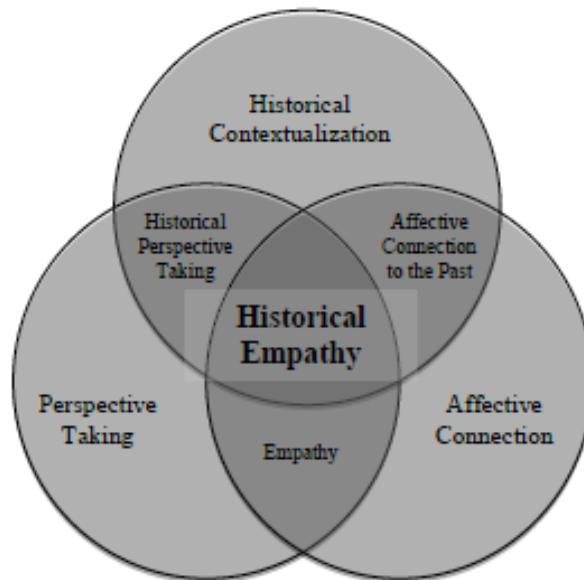 Historical
Contextualization
Historical
Perspective
Taking
Affective
Connection
to the Past
Historical
Empathy
Perspective
Taking
Affective
Connection
Empathy